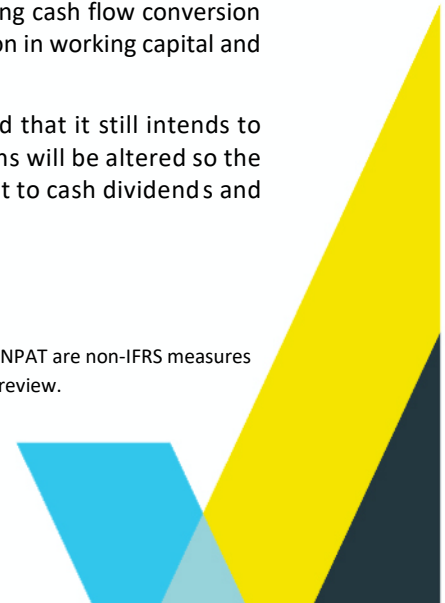 ng cash flow conversion
on in working capital and
d that it still intends to
ns will be altered so the
t to cash dividends and
NPAT are non-IFRS measures
review.